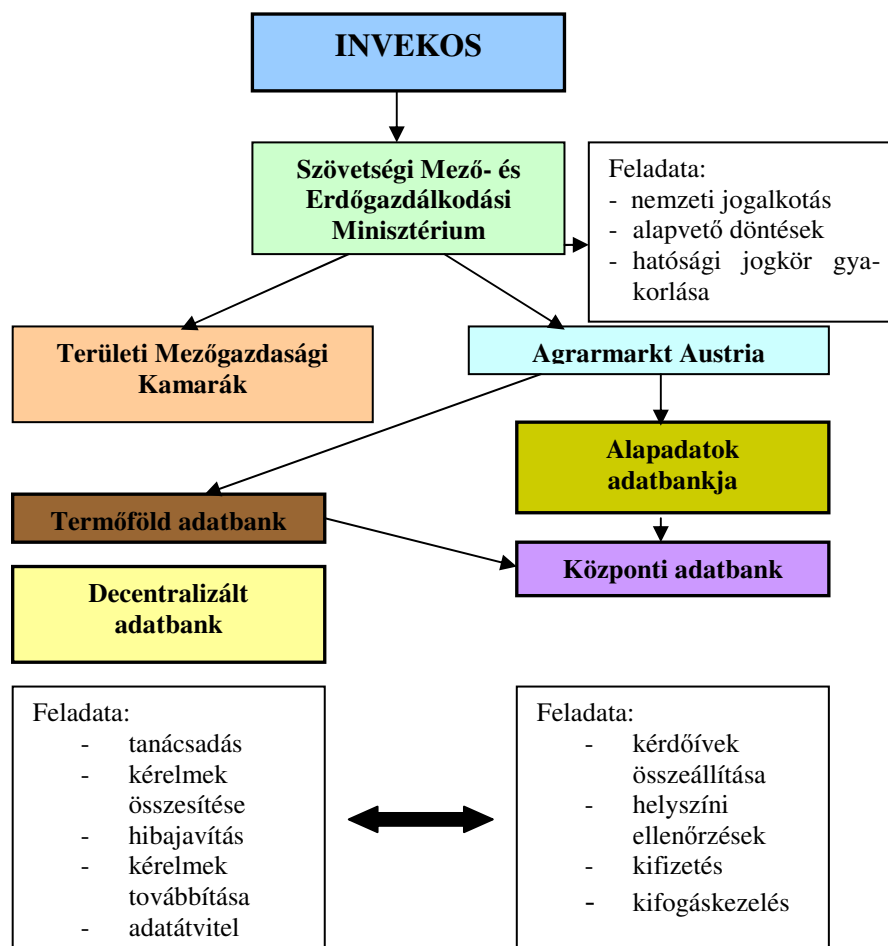 INVEKOS
Szövetségi Mező- és
Erdőgazdálkodási
Minisztérium
Feladata:
- nemzeti jogalkotás
- alapvető döntések
- hatósági jogkör gya-
korlása
Területi Mezőgazdasági
Kamarák
Agrarmarkt Austria
Alapadatok
adatbankja
Termőföld adatbank
Központi adatbank
Decentralizált
adatbank
Feladata:
- tanácsadás
- kérelmek
összesítése
- hibajavítás
- kérelmek
továbbítása
- adatátvitel
Feladata:
- kérdőívek
összeállítása
- helyszíni
ellenőrzések
- kifizetés
- kifogáskezelés